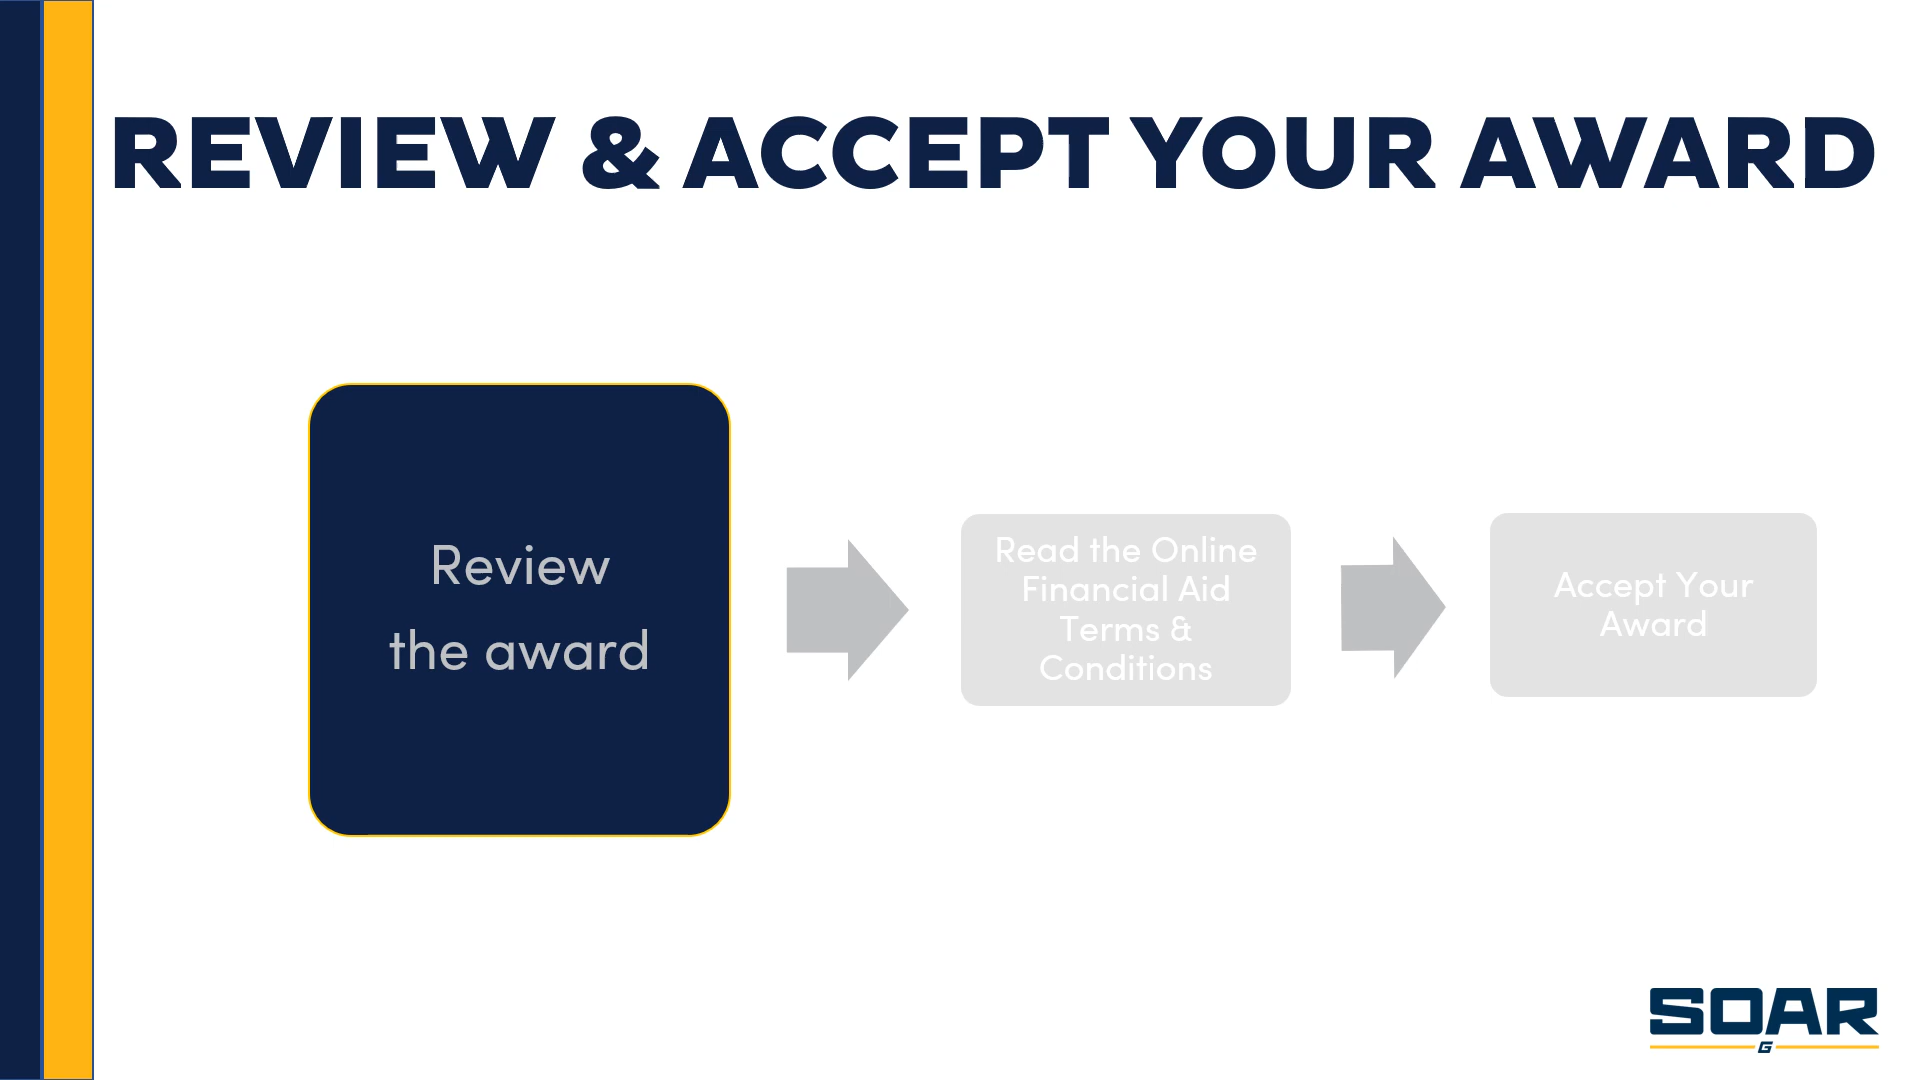 REVIEW & ACCEPT YOUR AWARD
Review
the award
Read the Online
Financial Aid
Terms &
Conditions
Accept Your
Award
SOAR
G